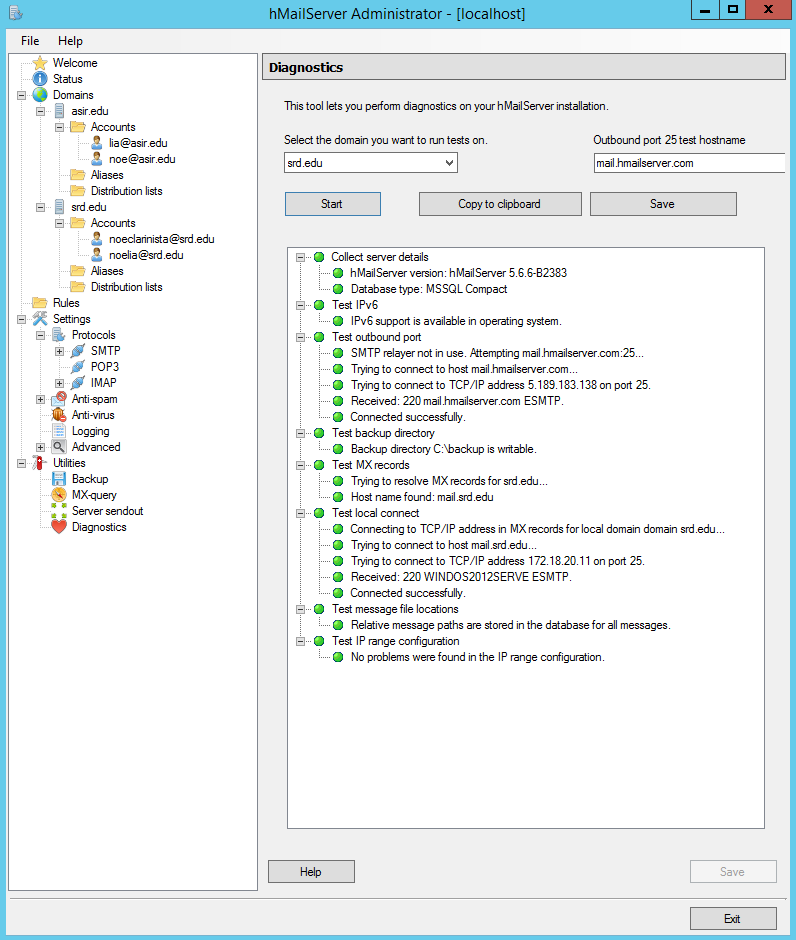 hMailServer Administrator - [localhost]
File Help
Welcome
Status
Domains
asir.edu
Accounts
lia@asir.edu
noe@asir.edu
Aliases
Distribution lists
srd.edu
Accounts
noeclarinista@srd.edu
noelia@srd.edu
Aliases
Distribution lists
Rules
Settings
Protocols
SMTP
POP3
IMAP
Anti-spam
Anti-virus
Logging
Advanced
Utilities
Backup
MX-query
Server sendout
Diagnostics
Diagnostics
This tool lets you perform diagnostics on your hMailServer installation.
Select the domain you want to run tests on.
Outbound port 25 test hostname
srd.edu
mail.hmailserver.com
Start
Copy to clipboard
Save
Collect server details
hMailServer version: hMailServer 5.6.6-B2383
Database type: MSSQL Compact
Test IPv6
IPv6 support is available in operating system.
Test outbound port
SMTP relayer not in use. Attempting mail.hmailserver.com:25...
Trying to connect to host mail.hmailserver.com...
Trying to connect to TCP/IP address 5.189.183.138 on port 25.
Received: 220 mail.hmailserver.com ESMTP.
Connected successfully.
Test backup directory
Backup directory C:\backup is writable.
Test MX records
Trying to resolve MX records for srd.edu...
Host name found: mail.srd.edu
Test local connect
Connecting to TCP/IP address in MX records for local domain domain srd.edu...
Trying to connect to host mail.srd.edu...
Trying to connect to TCP/IP address 172.18.20.11 on port 25.
Received: 220 WINDOS2012SERVE ESMTP.
Connected successfully.
Test message file locations
Relative message paths are stored in the database for all messages.
Test IP range configuration
No problems were found in the IP range configuration.
Help
Save
Exit